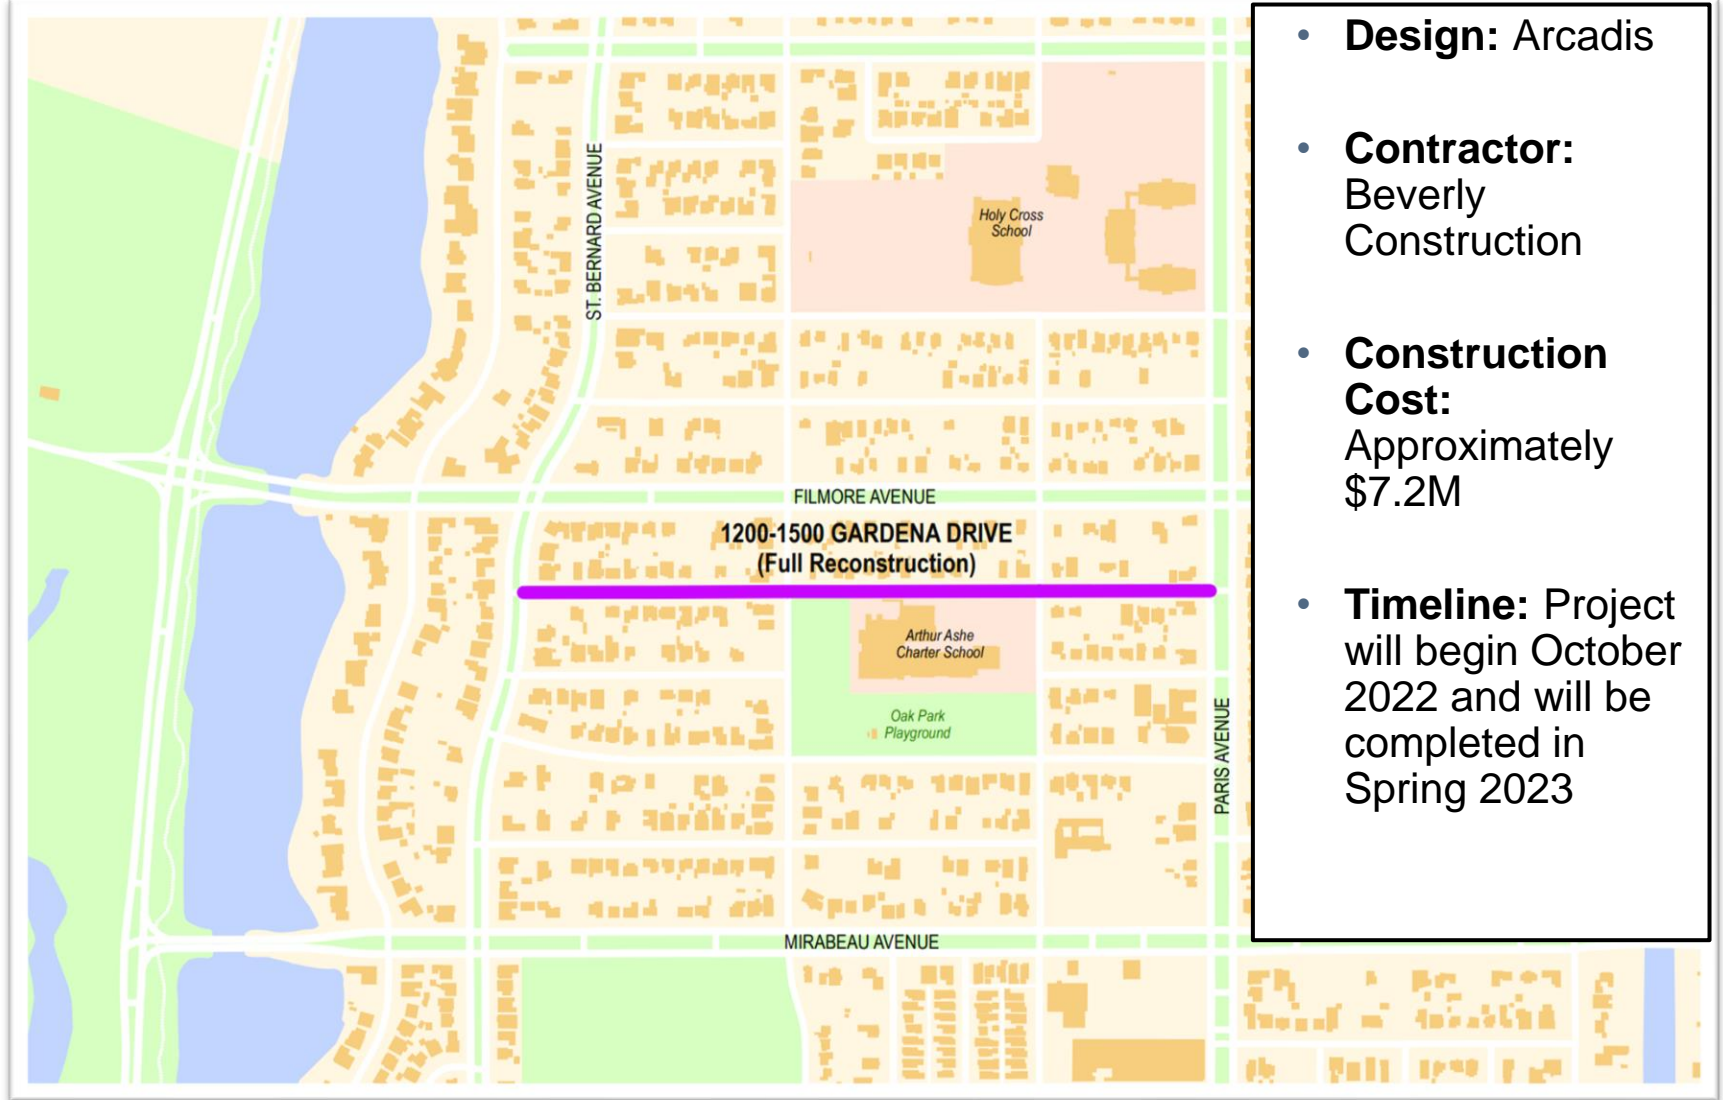 ST. BERNARD AVENUE
Holy Cross
School
FILMORE AVENUE
1200-1500 GARDENA DRIVE
(Full Reconstruction)
Arthur Ashe
Charter School
Oak Park
Playground
PARIS AVENUE
MIRABEAU AVENUE
• Design: Arcadis
• Contractor:
Beverly
Construction
• Construction
Cost:
Approximately
$7.2M
• Timeline: Project
will begin October
2022 and will be
completed in
Spring 2023